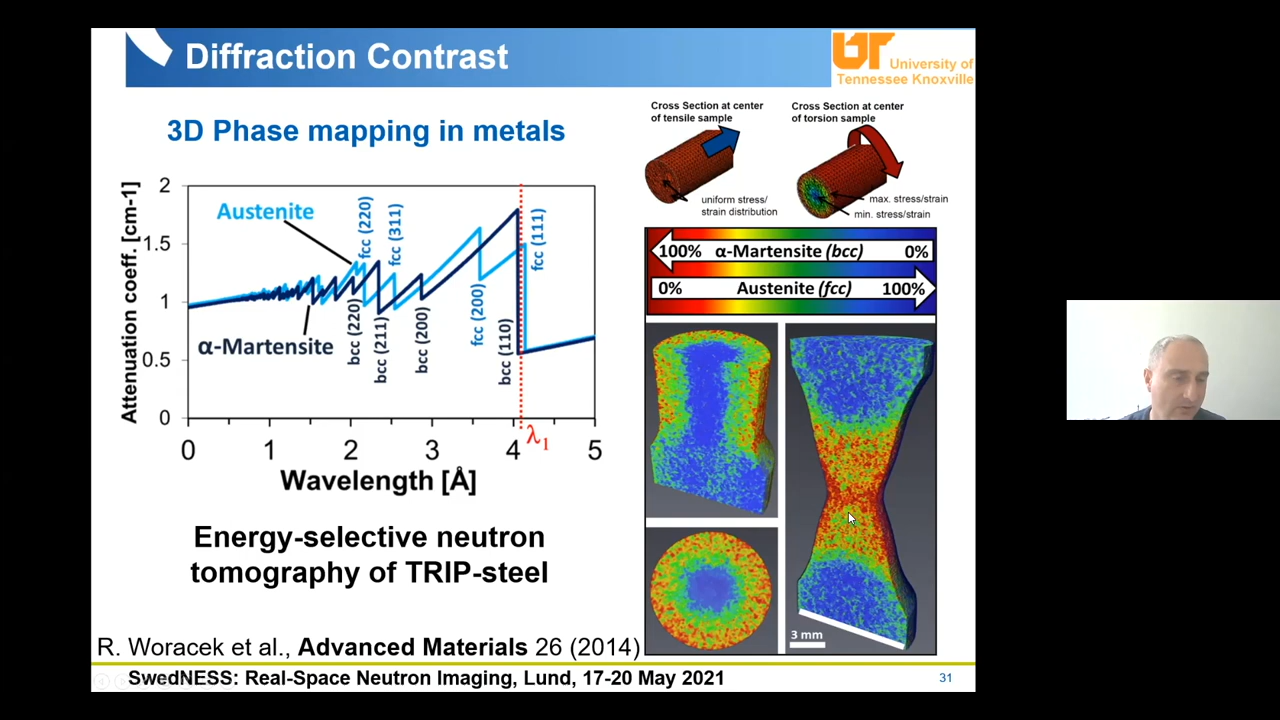 Diffraction Contrast
UT University of
Tennessee Knoxville
3D Phase mapping in metals
Cross Section at center
of tensile sample
Cross Section at center
of torsion sample
uniform stress/
strain distribution
max. stress/strain
min. stress/strain
Attenuation coeff. [cm-1]
2
1.5
1
0.5
0
Austenite
α-Martensite
fcc (220)
fcc (311)
fcc (200)
fcc (111)
bcc (220)
bcc (211)
bcc (200)
bcc (110)
λ1
0 1 2 3 4 5
Wavelength [Å]
100% α-Martensite (bcc) 0%
0% Austenite (fcc) 100%
3 mm
Energy-selective neutron
tomography of TRIP-steel
R. Woracek et al., Advanced Materials 26 (2014)
SwedNESS: Real-Space Neutron Imaging, Lund, 17-20 May 2021
31